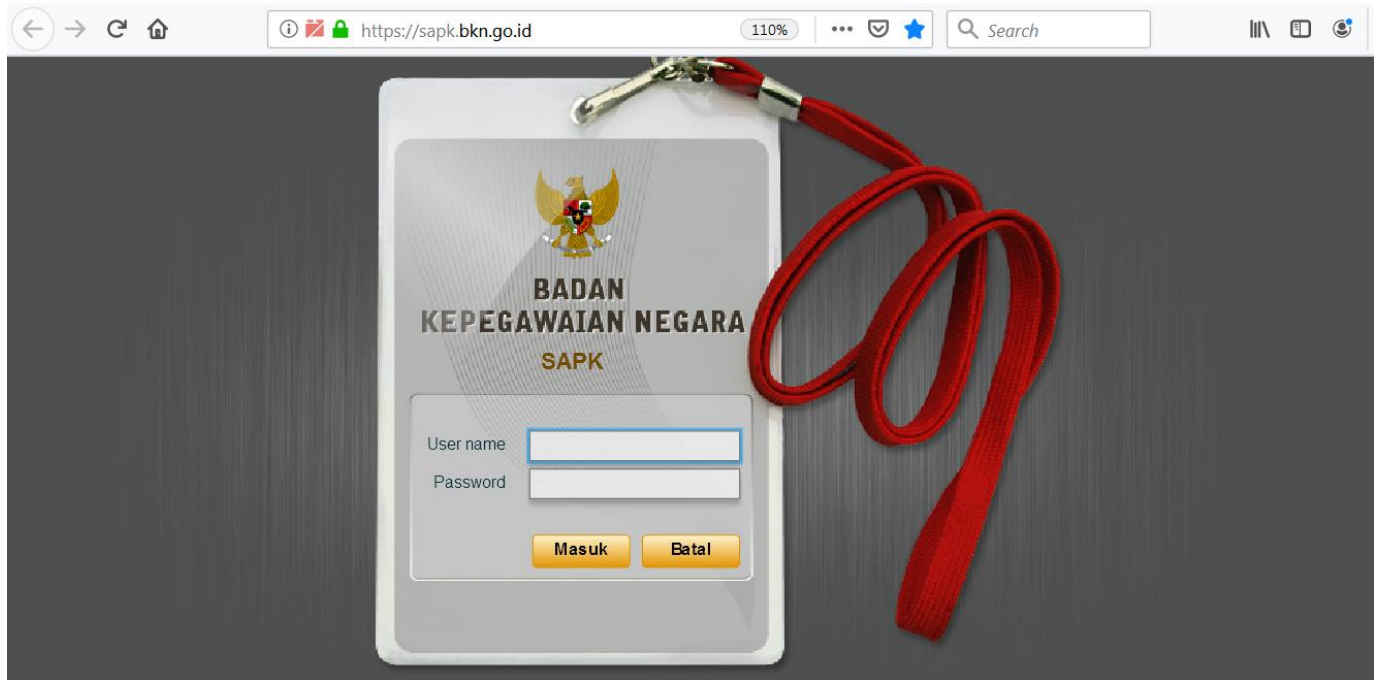 https://sapk.bkn.go.id
110%
Search
BADAN
KEPEGAWAIAN NEGARA
SAPK
User name
Password
Masuk Batal